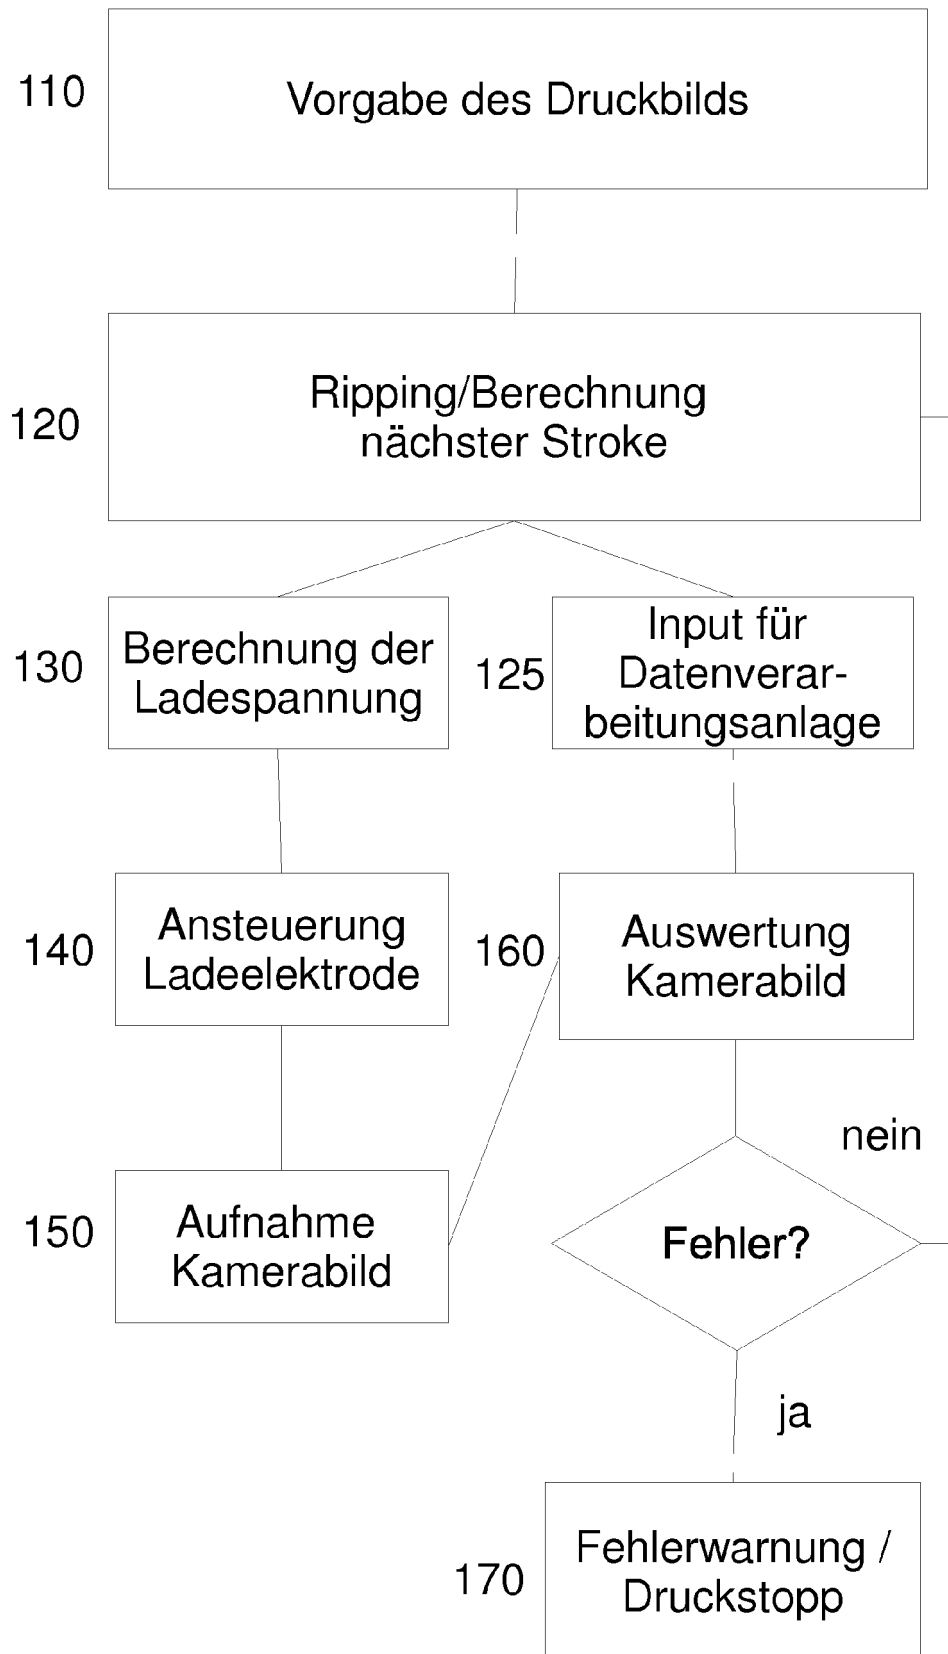 110
Vorgabe des Druckbilds
120
Ripping/Berechnung
nächster Stroke
130
Berechnung der
Ladespannung
125
Input für
Datenverar-
beitungsanlage
140
Ansteuerung
Ladeelektrode
160
Auswertung
Kamerabild
nein
150
Aufnahme
Kamerabild
Fehler?
ja
170
Fehlerwarnung /
Druckstopp